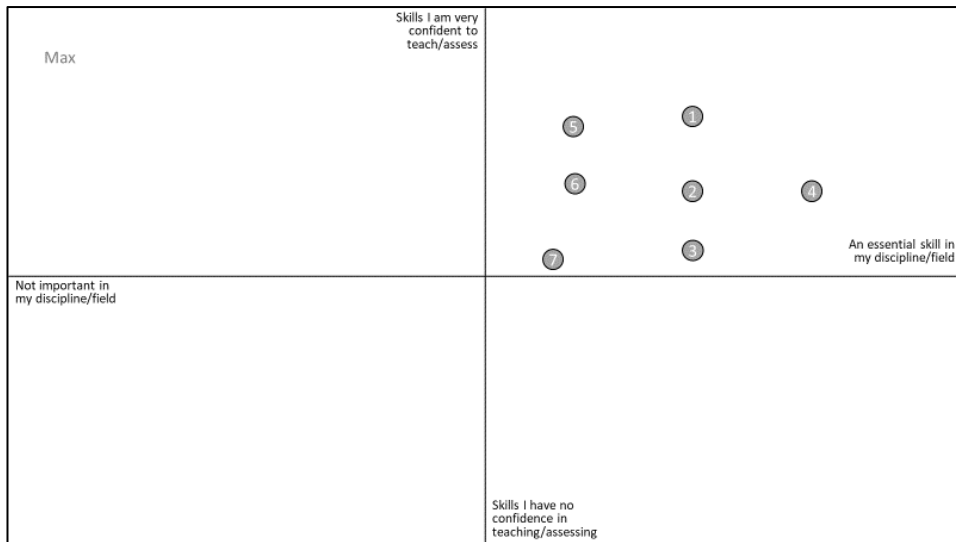 Skills I am very
confident to
teach/assess
Max
1
5
6
2
4
An essential skill in
my discipline/field
3
7
Not important in
my discipline/field
Skills I have no
confidence in
teaching/assessing